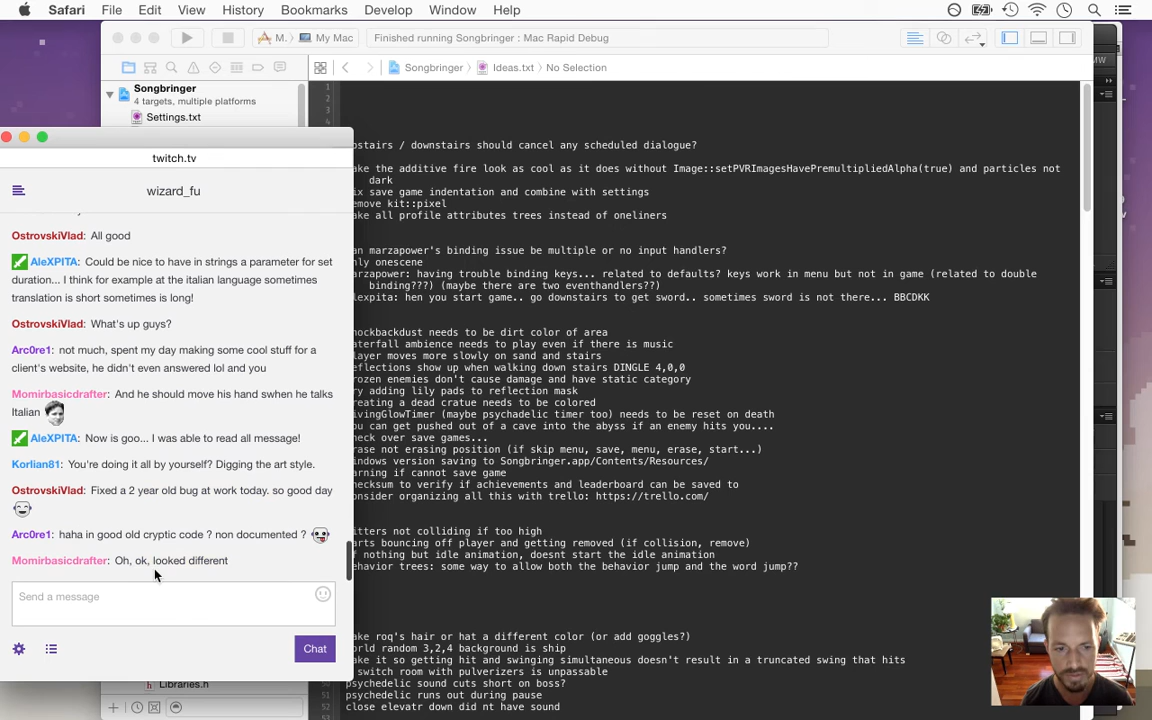 Safari File Edit View History Bookmarks Develop Window Help
M. My Mac Finished running Songbringer : Mac Rapid Debug
Songbringer Ideas.txt No Selection
Songbringer
4 targets, multiple platforms
Settings.txt
twitch.tv
wizard_fu
OstrovskiVlad: All good
AleXPITA: Could be nice to have in strings a parameter for set
duration... I think for example at the italian language sometimes
translation is short sometimes is long!
OstrovskiVlad: What's up guys?
Arc0re1: not much, spent my day making some cool stuff for a
client's website, he didn't even answered lol and you
Momirbasicdrafter: And he should move his hand swhen he talks
Italian
AleXPITA: Now is goo... I was able to read all message!
Korlian81: You're doing it all by yourself? Digging the art style.
OstrovskiVlad: Fixed a 2 year old bug at work today. so good day
Arc0re1: haha in good old cryptic code ? non documented ?
Momirbasicdrafter: Oh, ok, looked different
Send a message
Chat
Libraries.h
1
2
3
4
pstairs / downstairs should cancel any scheduled dialogue?
ake the additive fire look as cool as it does without Image::setPVRImagesHavePremultipliedAlpha(true) and particles not
dark
ix save game indentation and combine with settings
emove kit::pixel
ake all profile attributes trees instead of oneliners
an marzapower's binding issue be multiple or no input handlers?
nly onescene
arzapower: having trouble binding keys... related to defaults? keys work in menu but not in game (related to double
binding???) (maybe there are two eventhandlers??)
lexpita: hen you start game.. go downstairs to get sword.. sometimes sword is not there... BBCDKK
nockbackdust needs to be dirt color of area
aterfall ambience needs to play even if there is music
layer moves more slowly on sand and stairs
eflections show up when walking down stairs DINGLE 4,0,0
rozen enemies don't cause damage and have static category
ry adding lily pads to reflection mask
reating a dead cratue needs to be colored
ivingGlowTimer (maybe psychadelic timer too) needs to be reset on death
ou can get pushed out of a cave into the abyss if an enemy hits you....
heck over save games...
rase not erasing position (if skip menu, save, menu, erase, start...)
indows version saving to Songbringer.app/Contents/Resources/
arning if cannot save game
hecksum to verify if achievements and leaderboard can be saved to
onsider organizing all this with trello: https://trello.com/
itters not colliding if too high
arts bouncing off player and getting removed (if collision, remove)
f nothing but idle animation, doesnt start the idle animation
ehavior trees: some way to allow both the behavior jump and the word jump??
ake roq's hair or hat a different color (or add goggles?)
orld random 3,2,4 background is ship
ake it so getting hit and swinging simultaneous doesn't result in a truncated swing that hits
switch room with pulverizers is unpassable
psychedelic sound cuts short on boss?
51 psychedelic runs out during pause
52 close elevatr down did nt have sound
MW